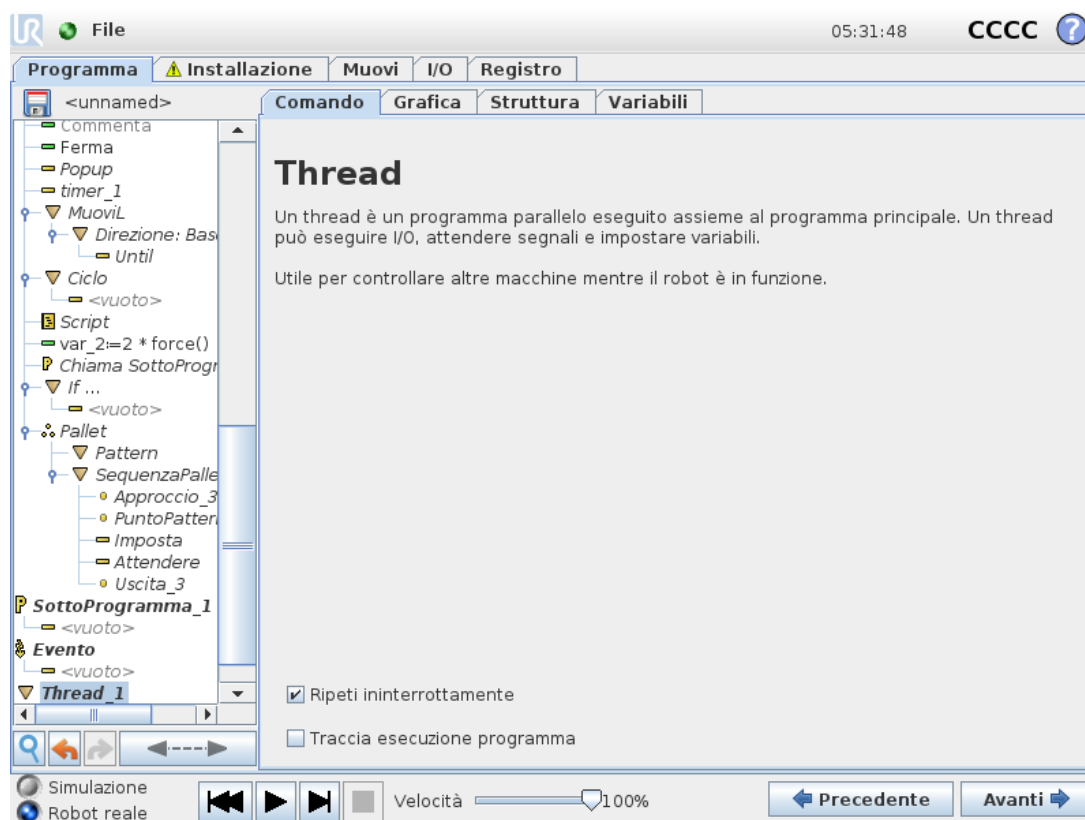 UR File 05:31:48 CCCC ?
Programma Installazione Muovi I/O Registro
<unnamed> Comando Grafica Struttura Variabili
Commenta
Ferma
Popup
timer_1
MuoviL
Direzione: Bas
Until
Ciclo
<vuoto>
Script
var_2≔2 * force()
Chiama SottoProgr
If ...
<vuoto>
Pallet
Pattern
SequenzaPalle
Approccio_3
PuntoPatter
Imposta
Attendere
Uscita_3
SottoProgramma_1
<vuoto>
Evento
<vuoto>
Thread_1
Thread
Un thread è un programma parallelo eseguito assieme al programma principale. Un thread
può eseguire I/O, attendere segnali e impostare variabili.
Utile per controllare altre macchine mentre il robot è in funzione.
Ripeti ininterrottamente
Traccia esecuzione programma
Simulazione
Robot reale
Velocità 100%
Precedente Avanti